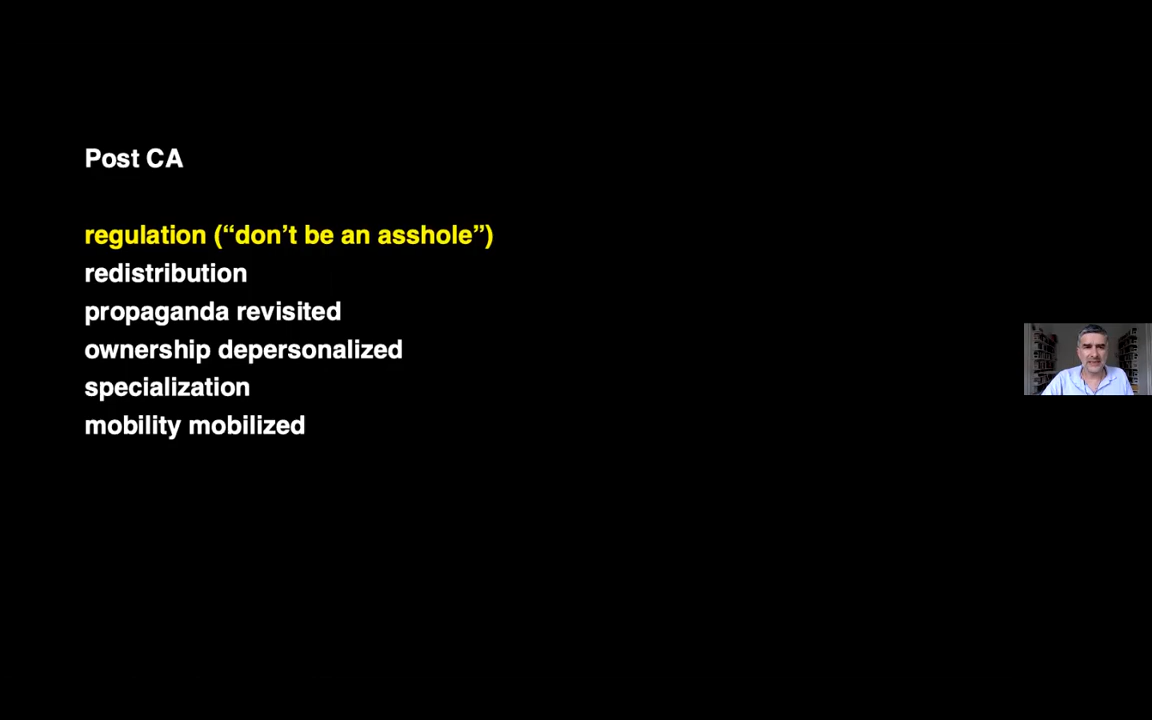 Post CA
regulation (“don’t be an asshole”)
redistribution
propaganda revisited
ownership depersonalized
specialization
mobility mobilized